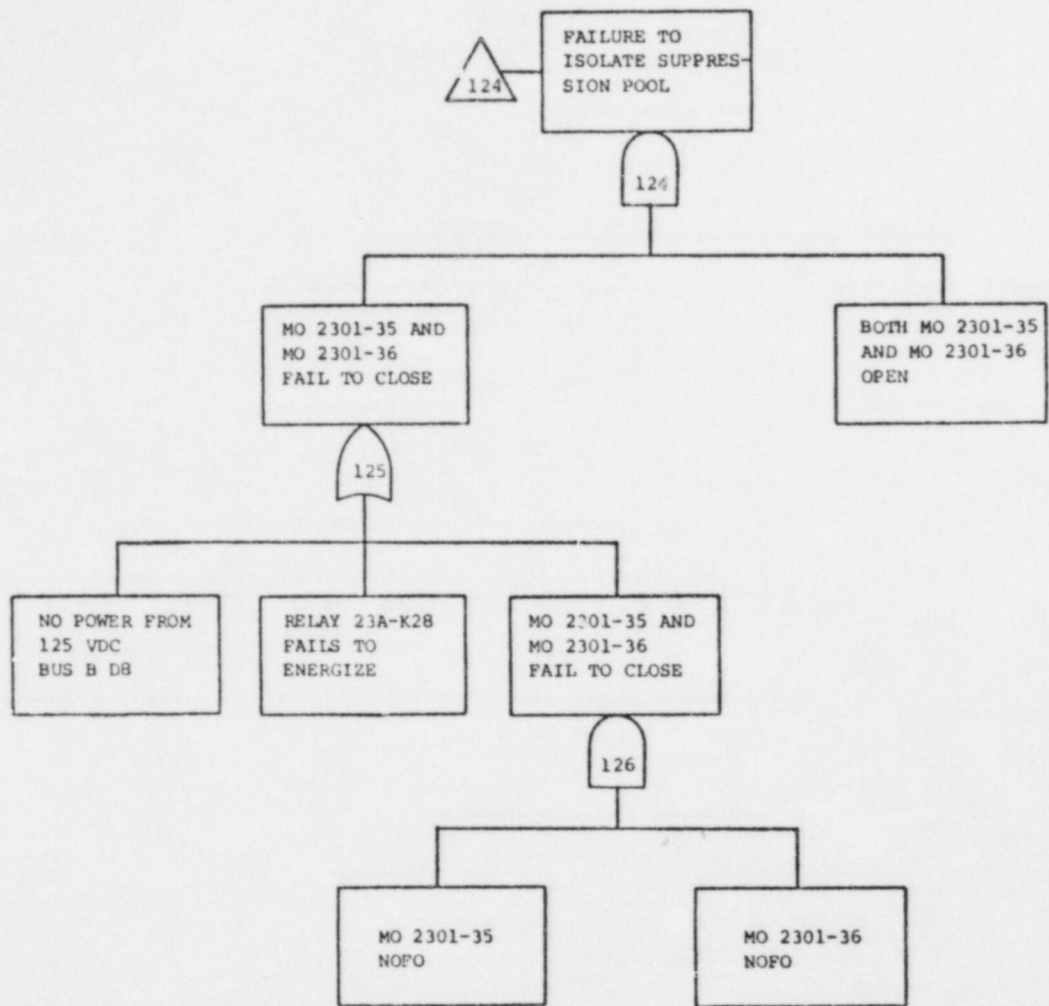 FAILURE TO
ISOLATE SUPPRES-
SION POOL
124
124
MO 2301-35 AND
MO 2301-36
FAIL TO CLOSE
BOTH MO 2301-35
AND MO 2301-36
OPEN
125
NO POWER FROM
125 VDC
BUS B D8
RELAY 23A-K28
FAILS TO
ENERGIZE
MO 2301-35 AND
MO 2301-36
FAIL TO CLOSE
126
MO 2301-35
NOFO
MO 2301-36
NOFO